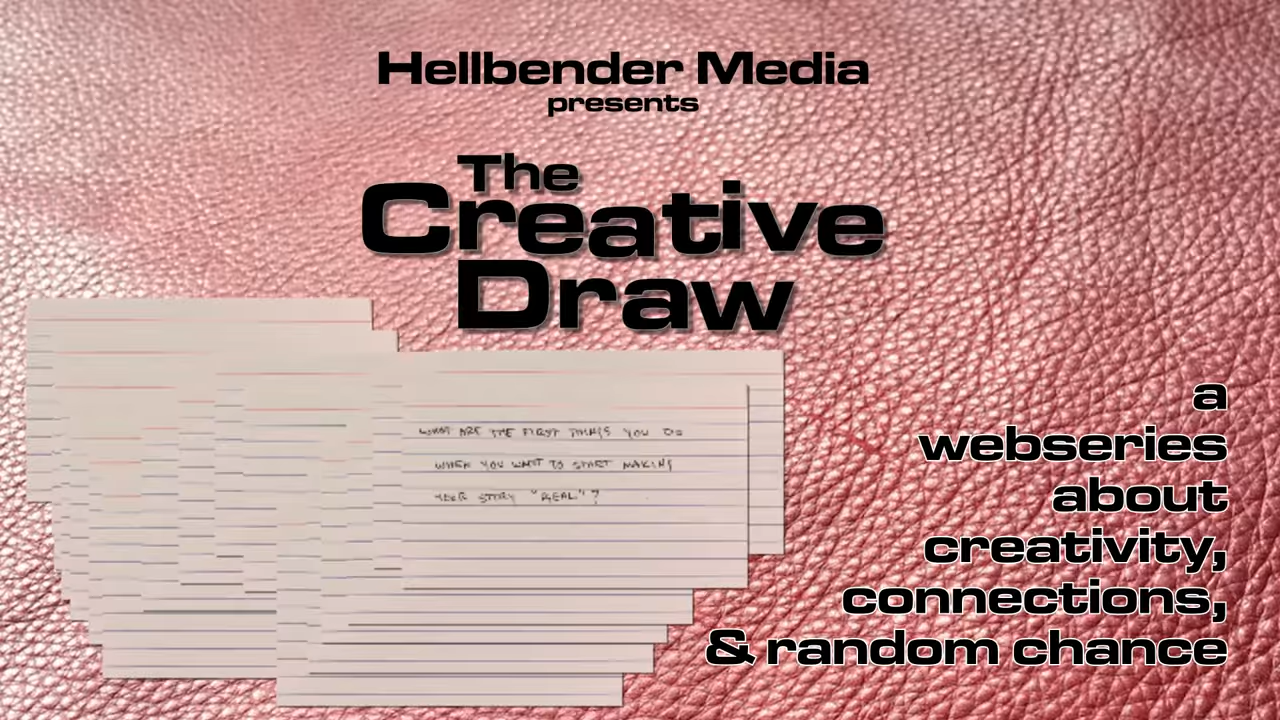 Hellbender Media
presents
The
Creative
Draw
WHAT ARE THE FIRST THINGS YOU DO
WHEN YOU WANT TO START MAKING
YOUR STORY "REAL"?
a
webseries
about
creativity,
connections,
& random chance